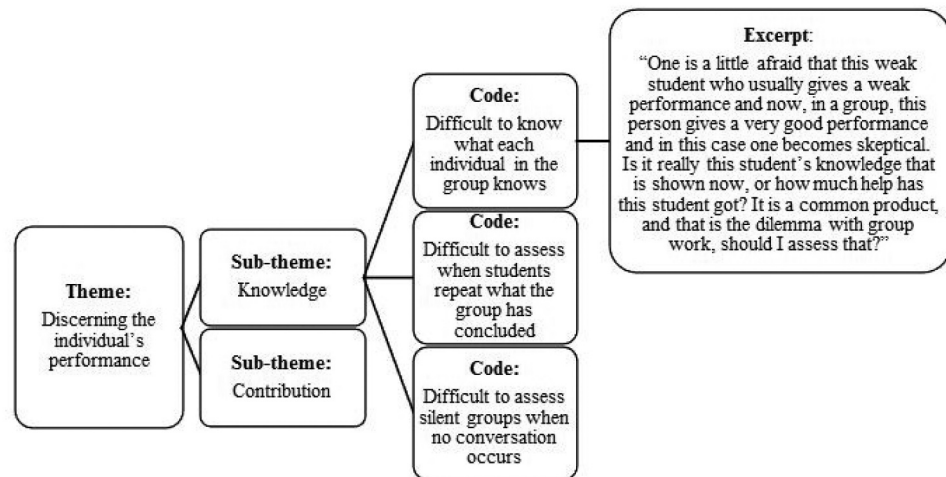 Theme:
Discerning the
individual’s
performance
Sub-theme:
Knowledge
Sub-theme:
Contribution
Code:
Difficult to know
what each
individual in the
group knows
Code:
Difficult to assess
when students
repeat what the
group has
concluded
Code:
Difficult to assess
silent groups when
no conversation
occurs
Excerpt:
“One is a little afraid that this weak
student who usually gives a weak
performance and now, in a group, this
person gives a very good performance
and in this case one becomes skeptical.
Is it really this student’s knowledge that
is shown now, or how much help has
this student got? It is a common product,
and that is the dilemma with group
work, should I assess that?”